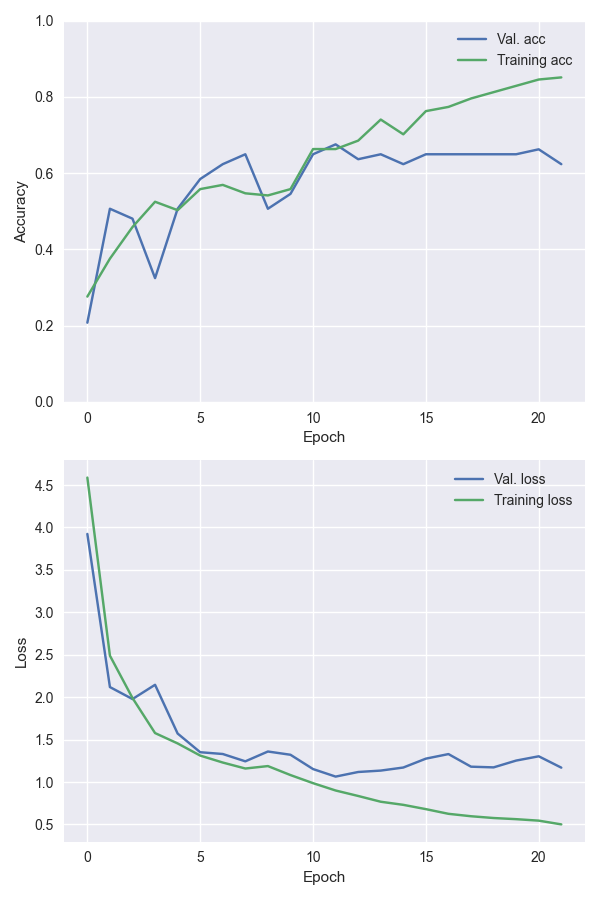 1.0
Val. acc
Training acc
0.8
0.6
0.4
0.2
0.0
Accuracy
0 5 10 15 20
Epoch
Val. loss
Training loss
4.5
4.0
3.5
3.0
2.5
2.0
1.5
1.0
0.5
Loss
0 5 10 15 20
Epoch